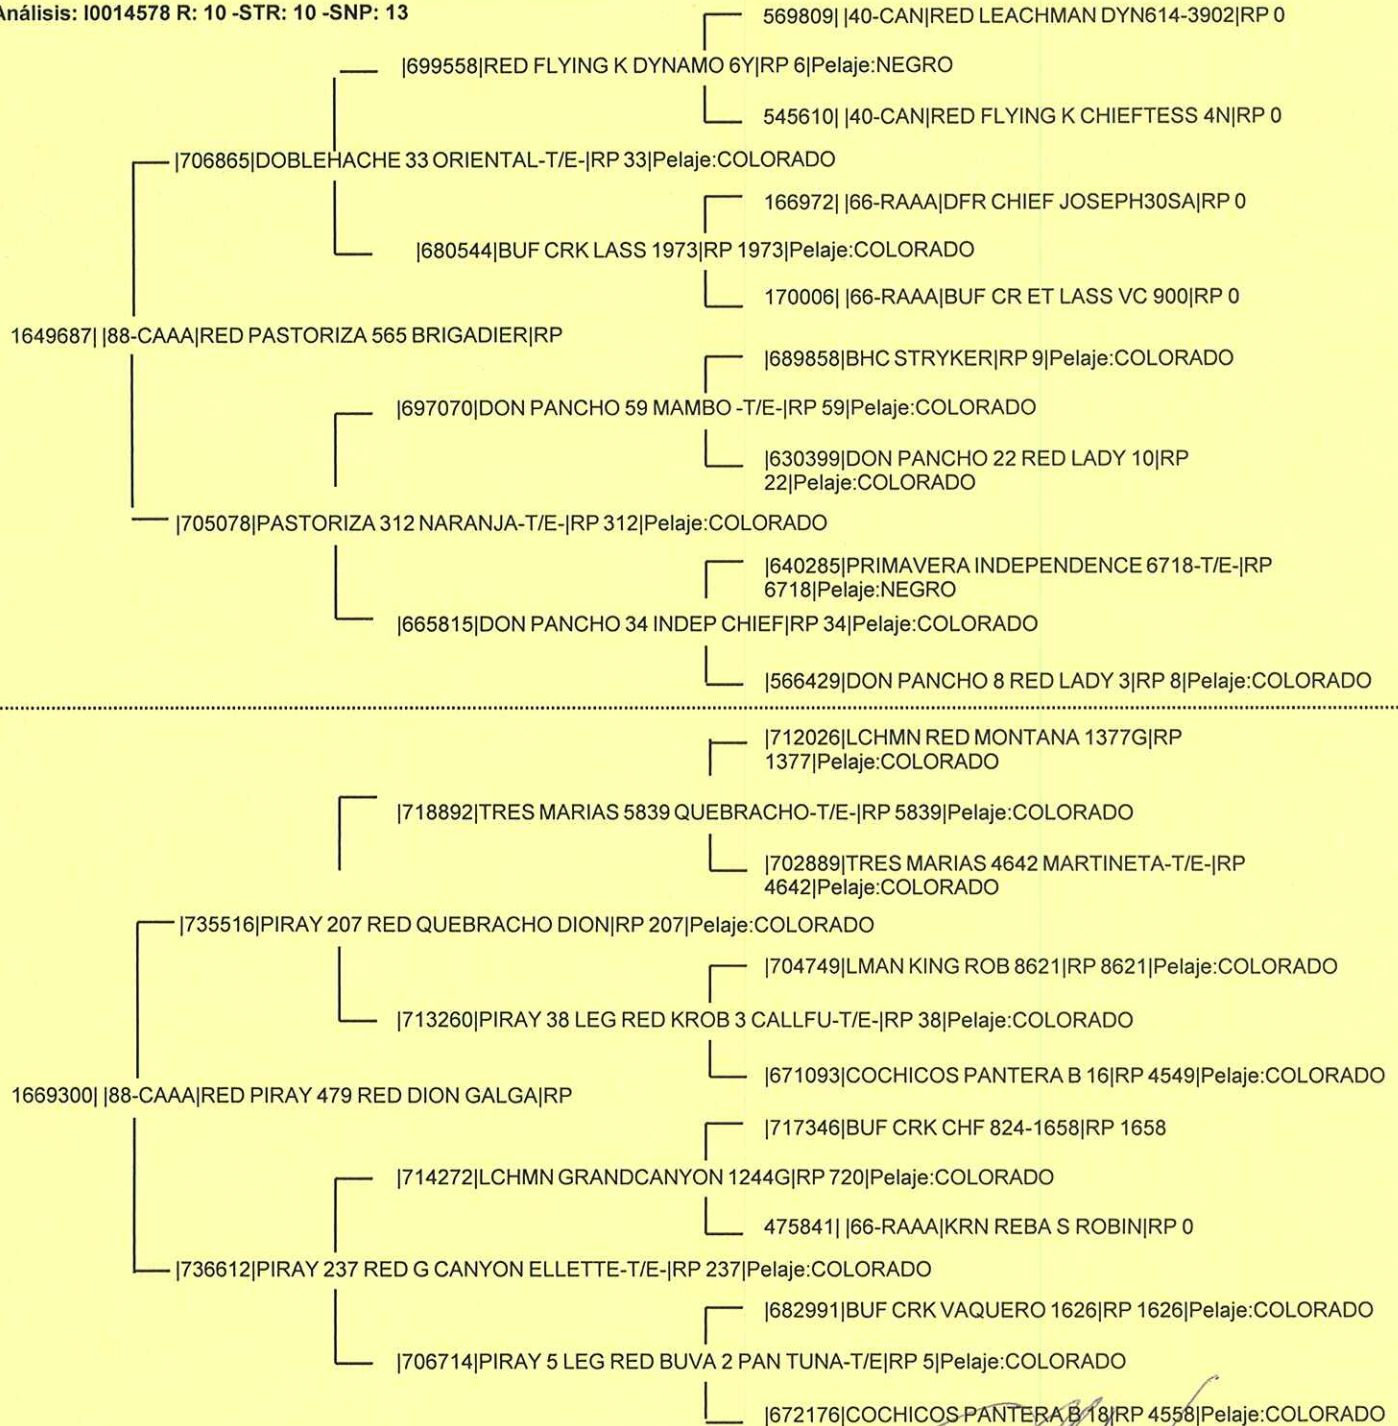 Análisis: I0014578 R: 10 -STR: 10 -SNP: 13
569809| |40-CAN|RED LEACHMAN DYN614-3902|RP 0
|699558|RED FLYING K DYNAMO 6Y|RP 6|Pelaje:NEGRO
545610| |40-CAN|RED FLYING K CHIEFTESS 4N|RP 0
|706865|DOBLEHACHE 33 ORIENTAL-T/E-|RP 33|Pelaje:COLORADO
166972| |66-RAAA|DFR CHIEF JOSEPH30SA|RP 0
|680544|BUF CRK LASS 1973|RP 1973|Pelaje:COLORADO
170006| |66-RAAA|BUF CR ET LASS VC 900|RP 0
1649687| |88-CAAA|RED PASTORIZA 565 BRIGADIER|RP
|689858|BHC STRYKER|RP 9|Pelaje:COLORADO
|697070|DON PANCHO 59 MAMBO -T/E-|RP 59|Pelaje:COLORADO
|630399|DON PANCHO 22 RED LADY 10|RP
22|Pelaje:COLORADO
|705078|PASTORIZA 312 NARANJA-T/E-|RP 312|Pelaje:COLORADO
|640285|PRIMAVERA INDEPENDENCE 6718-T/E-|RP
6718|Pelaje:NEGRO
|665815|DON PANCHO 34 INDEP CHIEF|RP 34|Pelaje:COLORADO
|566429|DON PANCHO 8 RED LADY 3|RP 8|Pelaje:COLORADO
|712026|LCHMN RED MONTANA 1377G|RP
1377|Pelaje:COLORADO
|718892|TRES MARIAS 5839 QUEBRACHO-T/E-|RP 5839|Pelaje:COLORADO
|702889|TRES MARIAS 4642 MARTINETA-T/E-|RP
4642|Pelaje:COLORADO
|735516|PIRAY 207 RED QUEBRACHO DION|RP 207|Pelaje:COLORADO
|704749|LMAN KING ROB 8621|RP 8621|Pelaje:COLORADO
|713260|PIRAY 38 LEG RED KROB 3 CALLFU-T/E-|RP 38|Pelaje:COLORADO
|671093|COCHICOS PANTERA B 16|RP 4549|Pelaje:COLORADO
1669300| |88-CAAA|RED PIRAY 479 RED DION GALGA|RP
|717346|BUF CRK CHF 824-1658|RP 1658
|714272|LCHMN GRANDCANYON 1244G|RP 720|Pelaje:COLORADO
475841| |66-RAAA|KRN REBA S ROBIN|RP 0
|736612|PIRAY 237 RED G CANYON ELLETTE-T/E-|RP 237|Pelaje:COLORADO
|682991|BUF CRK VAQUERO 1626|RP 1626|Pelaje:COLORADO
|706714|PIRAY 5 LEG RED BUVA 2 PAN TUNA-T/E|RP 5|Pelaje:COLORADO
|672176|COCHICOS PANTERA B 18|RP 4558|Pelaje:COLORADO